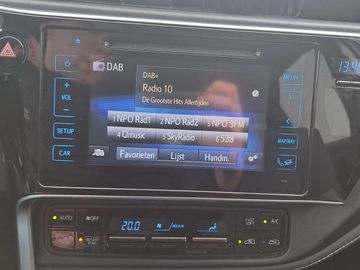 DAB
DAB+
Radio 10
De Grootste Hits Allertijden
1 NPO Rad1 2 NPO Rad2 3 NPO 3FM
4 Qmusic 5 SkyRadio 6 538
Favorieten Lijst Handm.
+
VOL
−
SETUP
CAR
MEDIA
MAP/NAV
AUTO
OFF
20.0
A/C